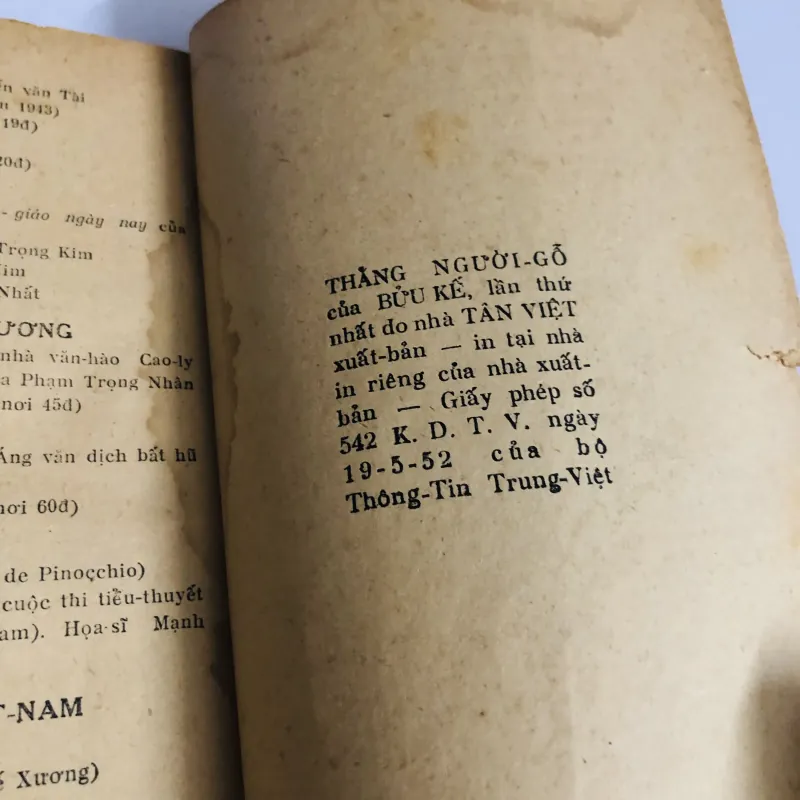 văn Tài
1943)
19đ)
20đ)
- giáo ngày nay của
Trọng Kim
Nhất
ƯƠNG
nhà văn-hào Cao-ly
Phạm Trọng Nhân
nơi 45đ)
Áng văn dịch bất hủ
nơi 60đ)
de Pinocchio)
cuộc thi tiểu-thuyết
am). Họa-sĩ Mạnh
T-NAM
Xương)
THẰNG NGƯỜI-GỖ
của BỬU KẾ, lần thứ
nhất do nhà TÂN VIỆT
xuất-bản — in tại nhà
in riêng của nhà xuất-
bản — Giấy phép số
542 K. D. T. V. ngày
19-5-52 của bộ
Thông-Tin Trung-Việt